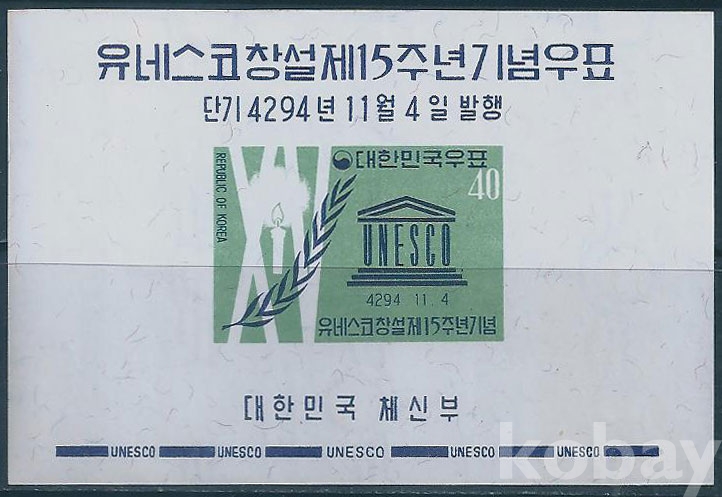 유네스코창설제15주년기념우표
단기 4294년 11월 4일 발행
REPUBLIC OF KOREA
대한민국우표
40
UNESCO
4294 11. 4
유네스코창설제15주년기념
대한민국 체신부
UNESCO UNESCO UNESCO UNESCO UNESCO
kobay